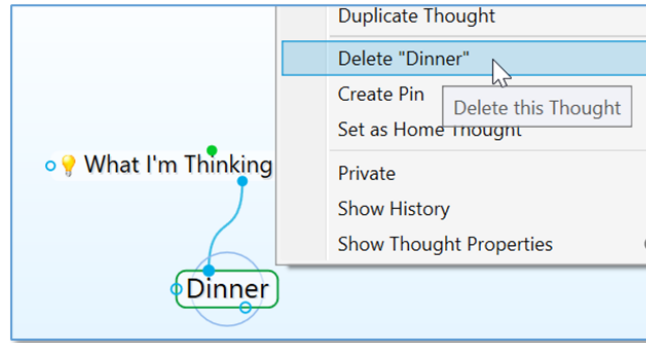 Duplicate Thought
Delete "Dinner"
Create Pin
Delete this Thought
Set as Home Thought
What I'm Thinking
Private
Show History
Show Thought Properties
Dinner